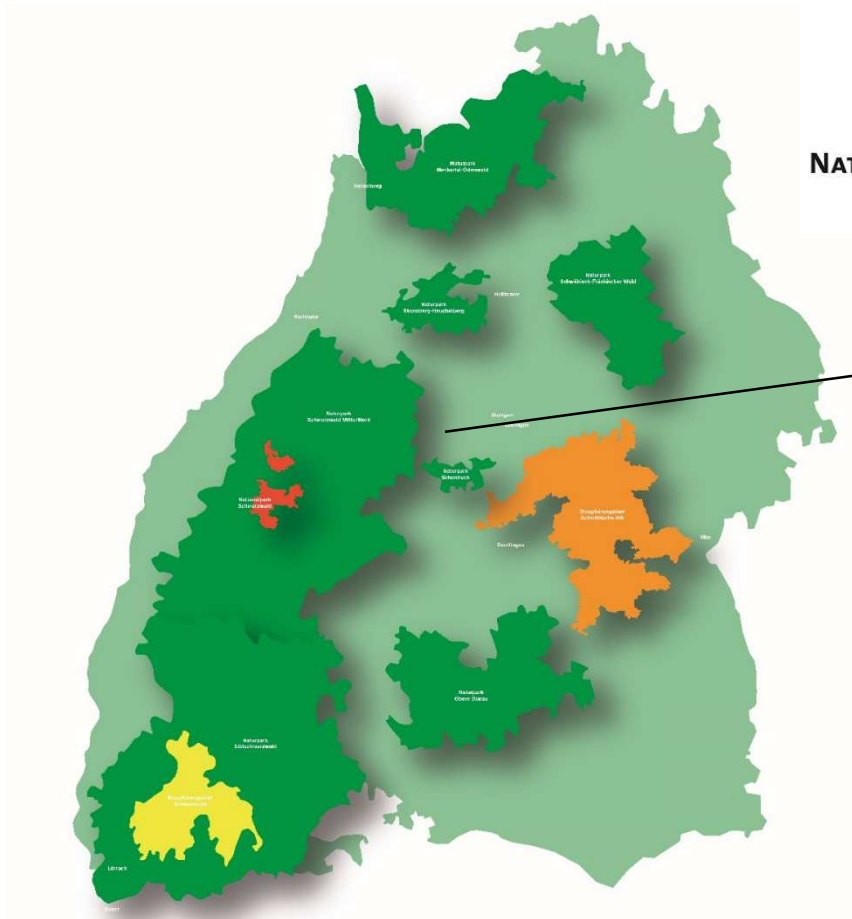 NAT
Naturpark
Neckartal-Odenwald
Heidelberg
Naturpark
Schwäbisch-Fränkischer Wald
Heilbronn
Naturpark
Stromberg-Heuchelberg
Karlsruhe
Naturpark
Schwarzwald Mitte/Nord
Stuttgart
Naturpark
Schönbuch
Nationalpark
Schwarzwald
Biosphärengebiet
Schwäbische Alb
Ulm
Reutlingen
Naturpark
Obere Donau
Naturpark
Südschwarzwald
Biosphärengebiet
Schwarzwald
Lörrach